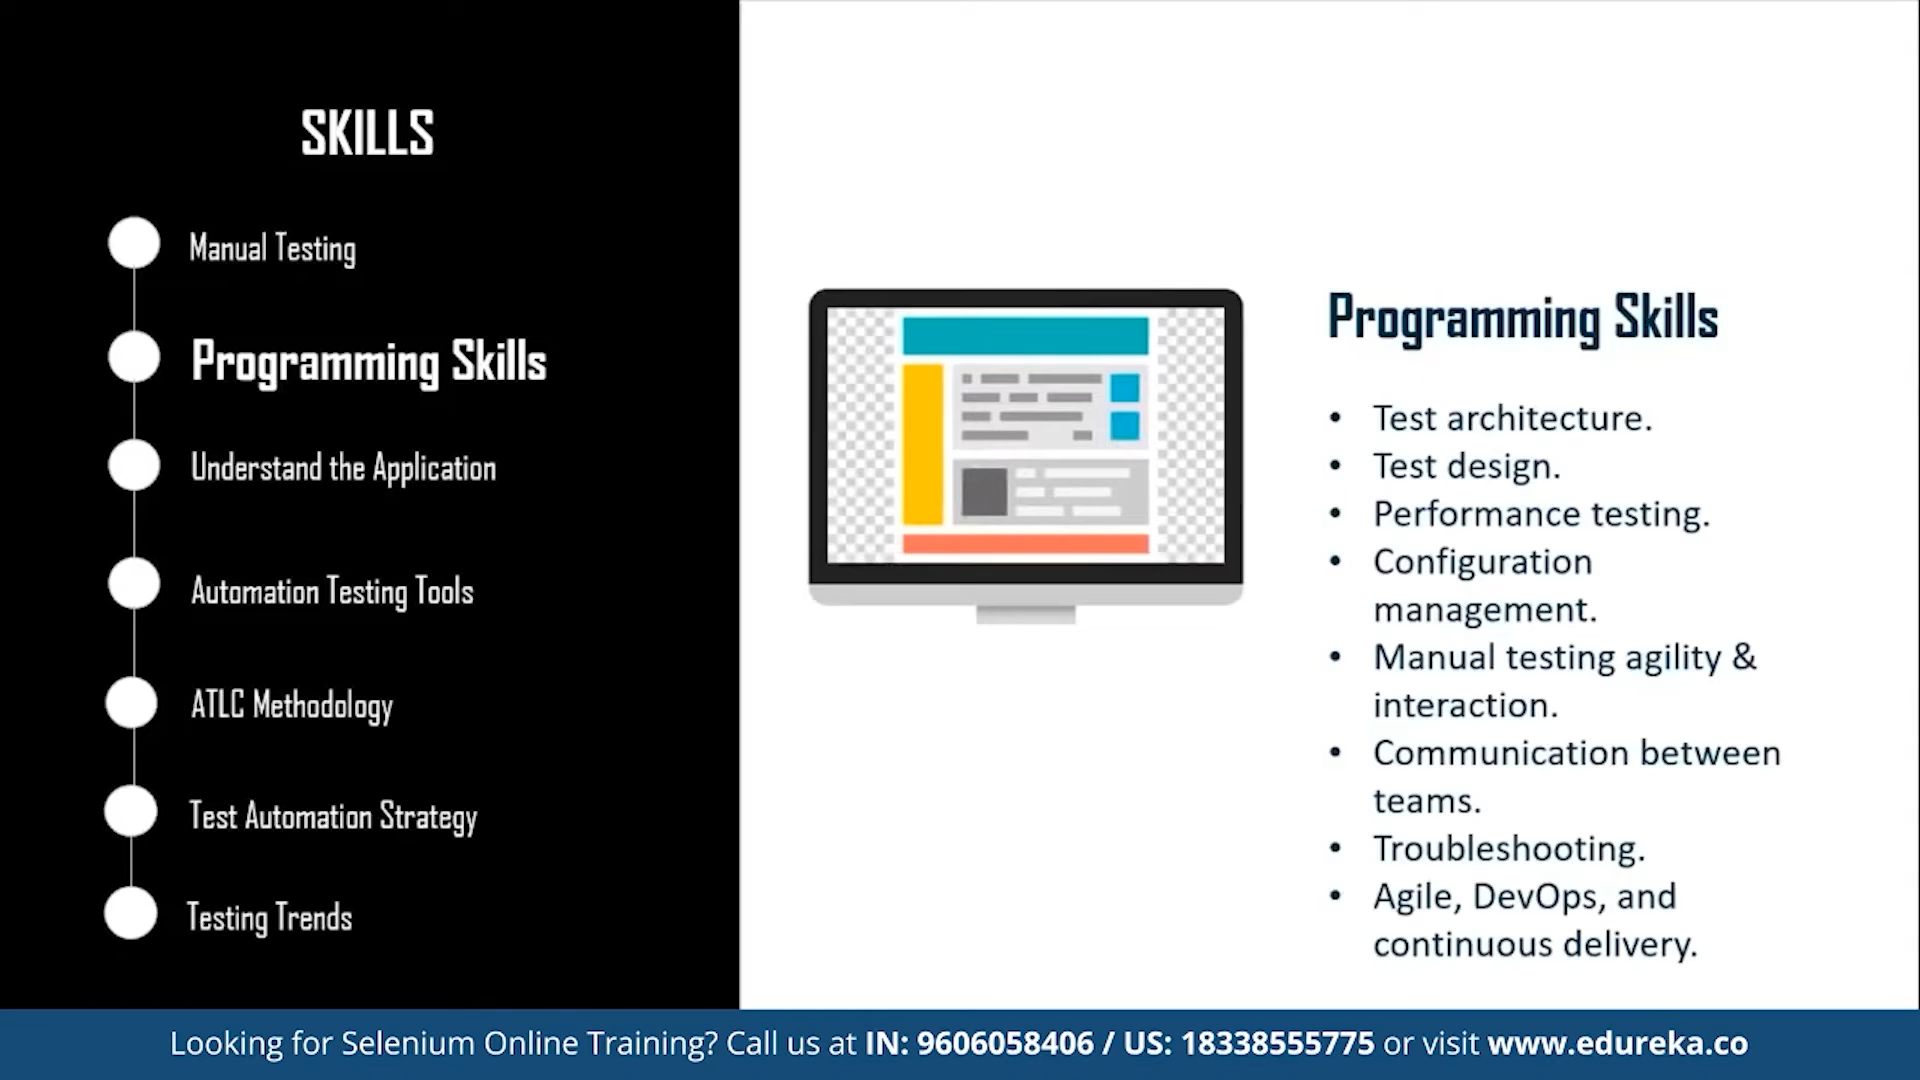 SKILLS
Manual Testing
Programming Skills
Understand the Application
Automation Testing Tools
ATLC Methodology
Test Automation Strategy
Testing Trends
Programming Skills
• Test architecture.
• Test design.
• Performance testing.
• Configuration
management.
• Manual testing agility &
interaction.
• Communication between
teams.
• Troubleshooting.
• Agile, DevOps, and
continuous delivery.
Looking for Selenium Online Training? Call us at IN: 9606058406 / US: 18338555775 or visit www.edureka.co